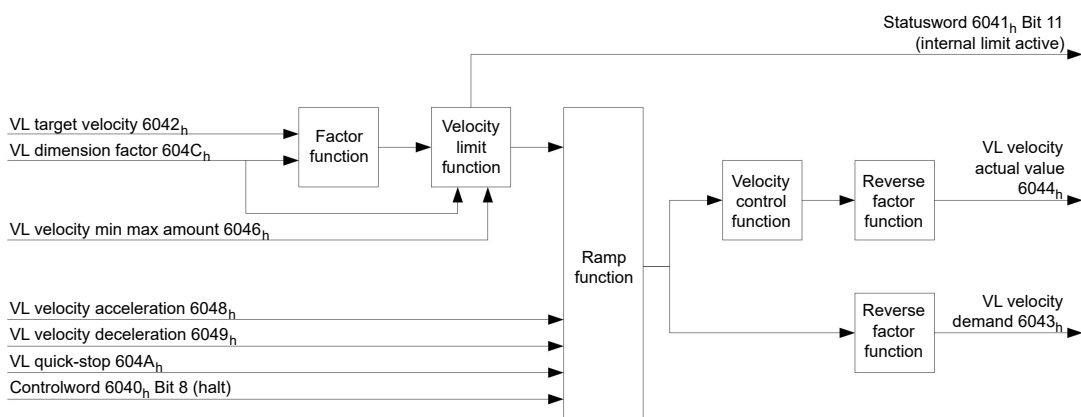 Statusword 6041h Bit 11
(internal limit active)
VL target velocity 6042h
VL dimension factor 604Ch
Factor
function
Velocity
limit
function
VL velocity min max amount 6046h
Ramp
function
Velocity
control
function
Reverse
factor
function
VL velocity
actual value
6044h
VL velocity acceleration 6048h
VL velocity deceleration 6049h
VL quick-stop 604Ah
Controlword 6040h Bit 8 (halt)
Reverse
factor
function
VL velocity
demand 6043h